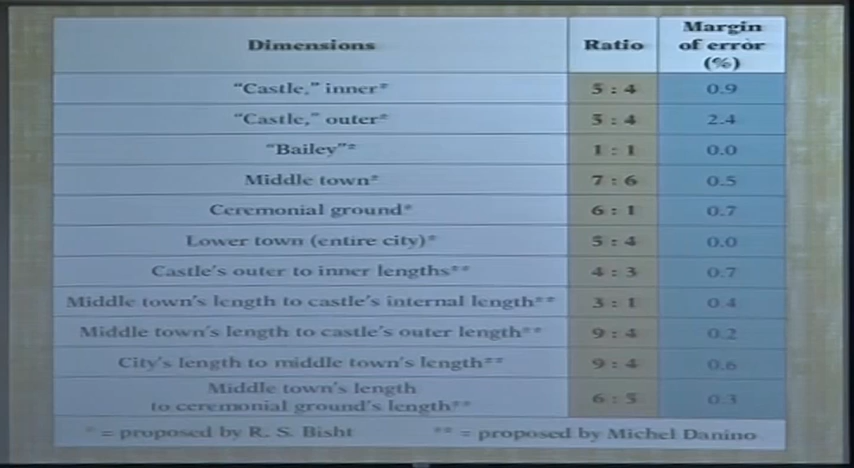 Dimensions Ratio Margin of error (%)
"Castle," inner* 5 : 4 0.9
"Castle," outer* 5 : 4 2.4
"Bailey"* 1 : 1 0.0
Middle town* 7 : 6 0.5
Ceremonial ground* 6 : 1 0.7
Lower town (entire city)* 5 : 4 0.0
Castle's outer to inner lengths** 4 : 3 0.7
Middle town's length to castle's internal length** 3 : 1 0.4
Middle town's length to castle's outer length** 9 : 4 0.2
City's length to middle town's length** 9 : 4 0.6
Middle town's length
to ceremonial ground's length** 6 : 5 0.3
* = proposed by R. S. Bisht ** = proposed by Michel Danino